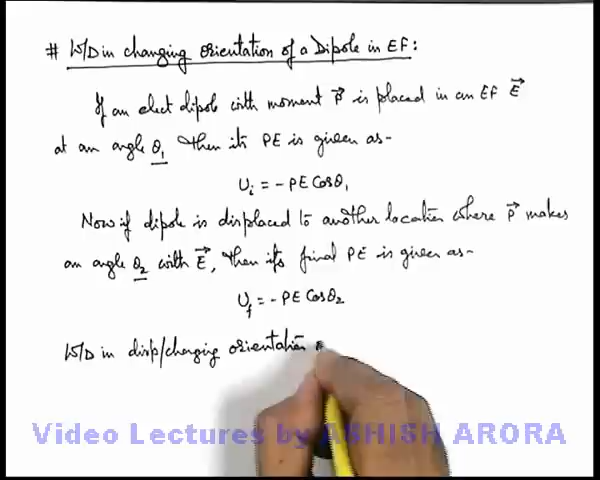 # W/D in changing orientation of a Dipole in EF:
If an elect dipole with moment P⃗ is placed in an EF E⃗
at an angle θ₁ Then its PE is given as-
Uᵢ = - PE Cosθ₁
Now if dipole is displaced to another location where P⃗ makes
an angle θ₂ with E⃗, Then its final PE is given as-
U_f = - PE Cosθ₂
W/D in disp/changing orientation
Video Lectures by ASHISH ARORA